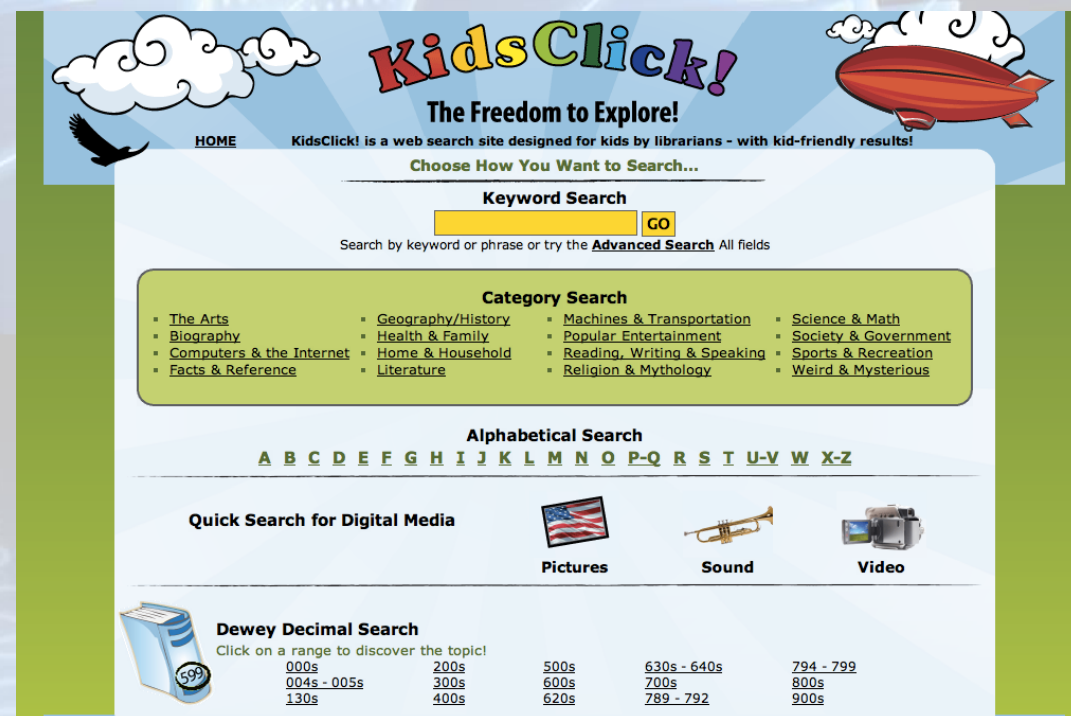 KidsClick!
The Freedom to Explore!
HOME KidsClick! is a web search site designed for kids by librarians - with kid-friendly results!
Choose How You Want to Search...
Keyword Search
GO
Search by keyword or phrase or try the Advanced Search All fields
Category Search
The Arts Geography/History Machines & Transportation Science & Math
Biography Health & Family Popular Entertainment Society & Government
Computers & the Internet Home & Household Reading, Writing & Speaking Sports & Recreation
Facts & Reference Literature Religion & Mythology Weird & Mysterious
Alphabetical Search
A B C D E F G H I J K L M N O P-Q R S T U-V W X-Z
Quick Search for Digital Media
Pictures Sound Video
Dewey Decimal Search
Click on a range to discover the topic!
599
000s 200s 500s 630s - 640s 794 - 799
004s - 005s 300s 600s 700s 800s
130s 400s 620s 789 - 792 900s